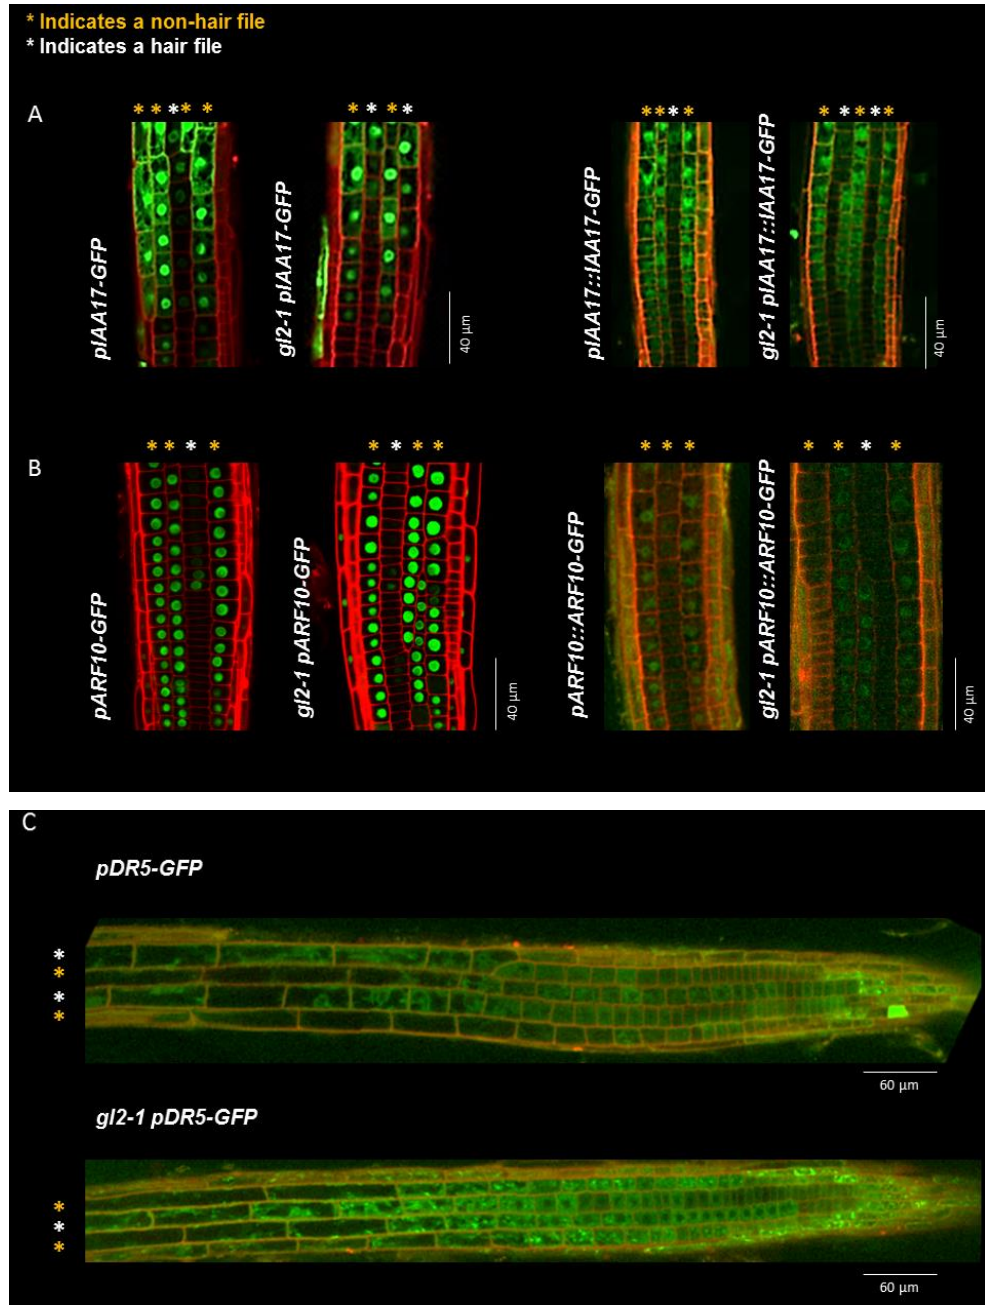 * Indicates a non-hair file
* Indicates a hair file
A
* * * * *
* * * *
* * * *
* * * * *
pIAA17-GFP
gl2-1 pIAA17-GFP
40 µm
pIAA17::IAA17-GFP
gl2-1 pIAA17::IAA17-GFP
40 µm
B
* * * *
* * * *
* * *
* * * *
pARF10-GFP
gl2-1 pARF10-GFP
40 µm
pARF10::ARF10-GFP
gl2-1 pARF10::ARF10-GFP
40 µm
C
pDR5-GFP
*
*
*
*
60 µm
gl2-1 pDR5-GFP
*
*
*
60 µm